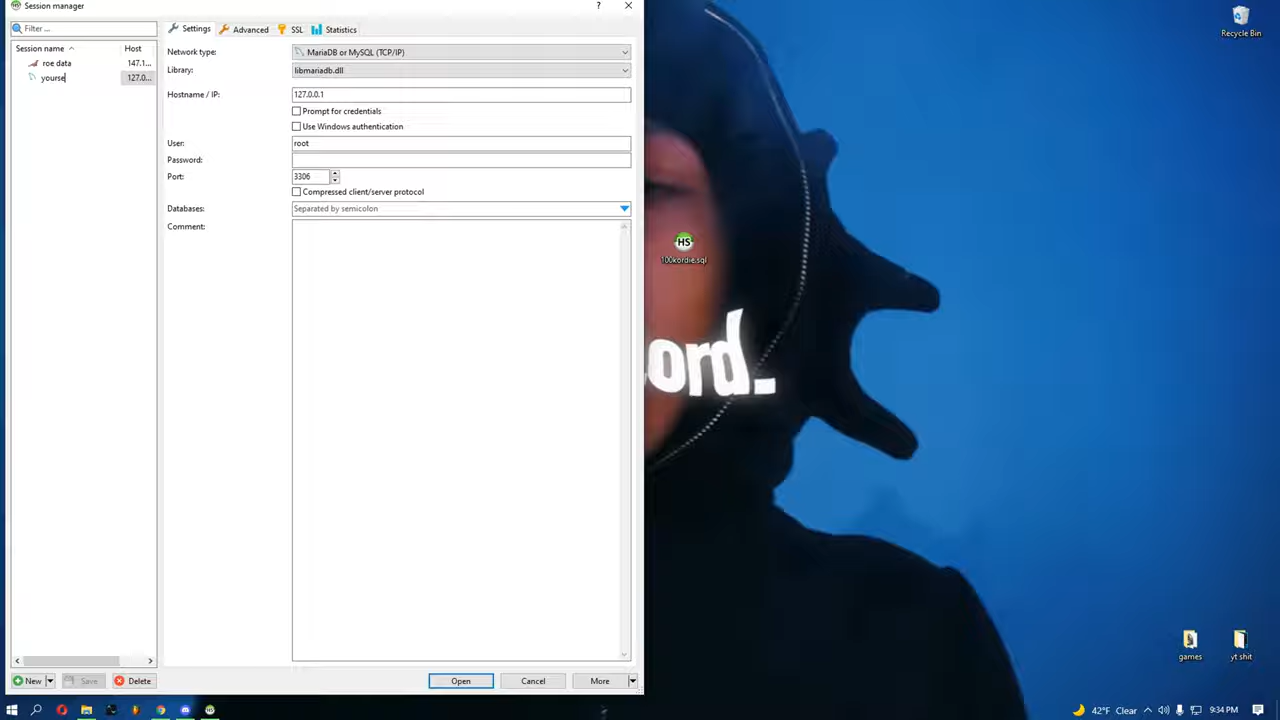 Session manager
?
Filter ...
Settings
Advanced
SSL
Statistics
Session name
Host
roe data
147.1...
yourse
127.0...
Network type:
MariaDB or MySQL (TCP/IP)
Library:
libmariadb.dll
Hostname / IP:
127.0.0.1
Prompt for credentials
Use Windows authentication
User:
root
Password:
Port:
3306
Compressed client/server protocol
Databases:
Separated by semicolon
Comment:
New
Save
Delete
Open
Cancel
More
Recycle Bin
HS
100kordie.sql
ord_
games
yt shit
42°F Clear
9:34 PM